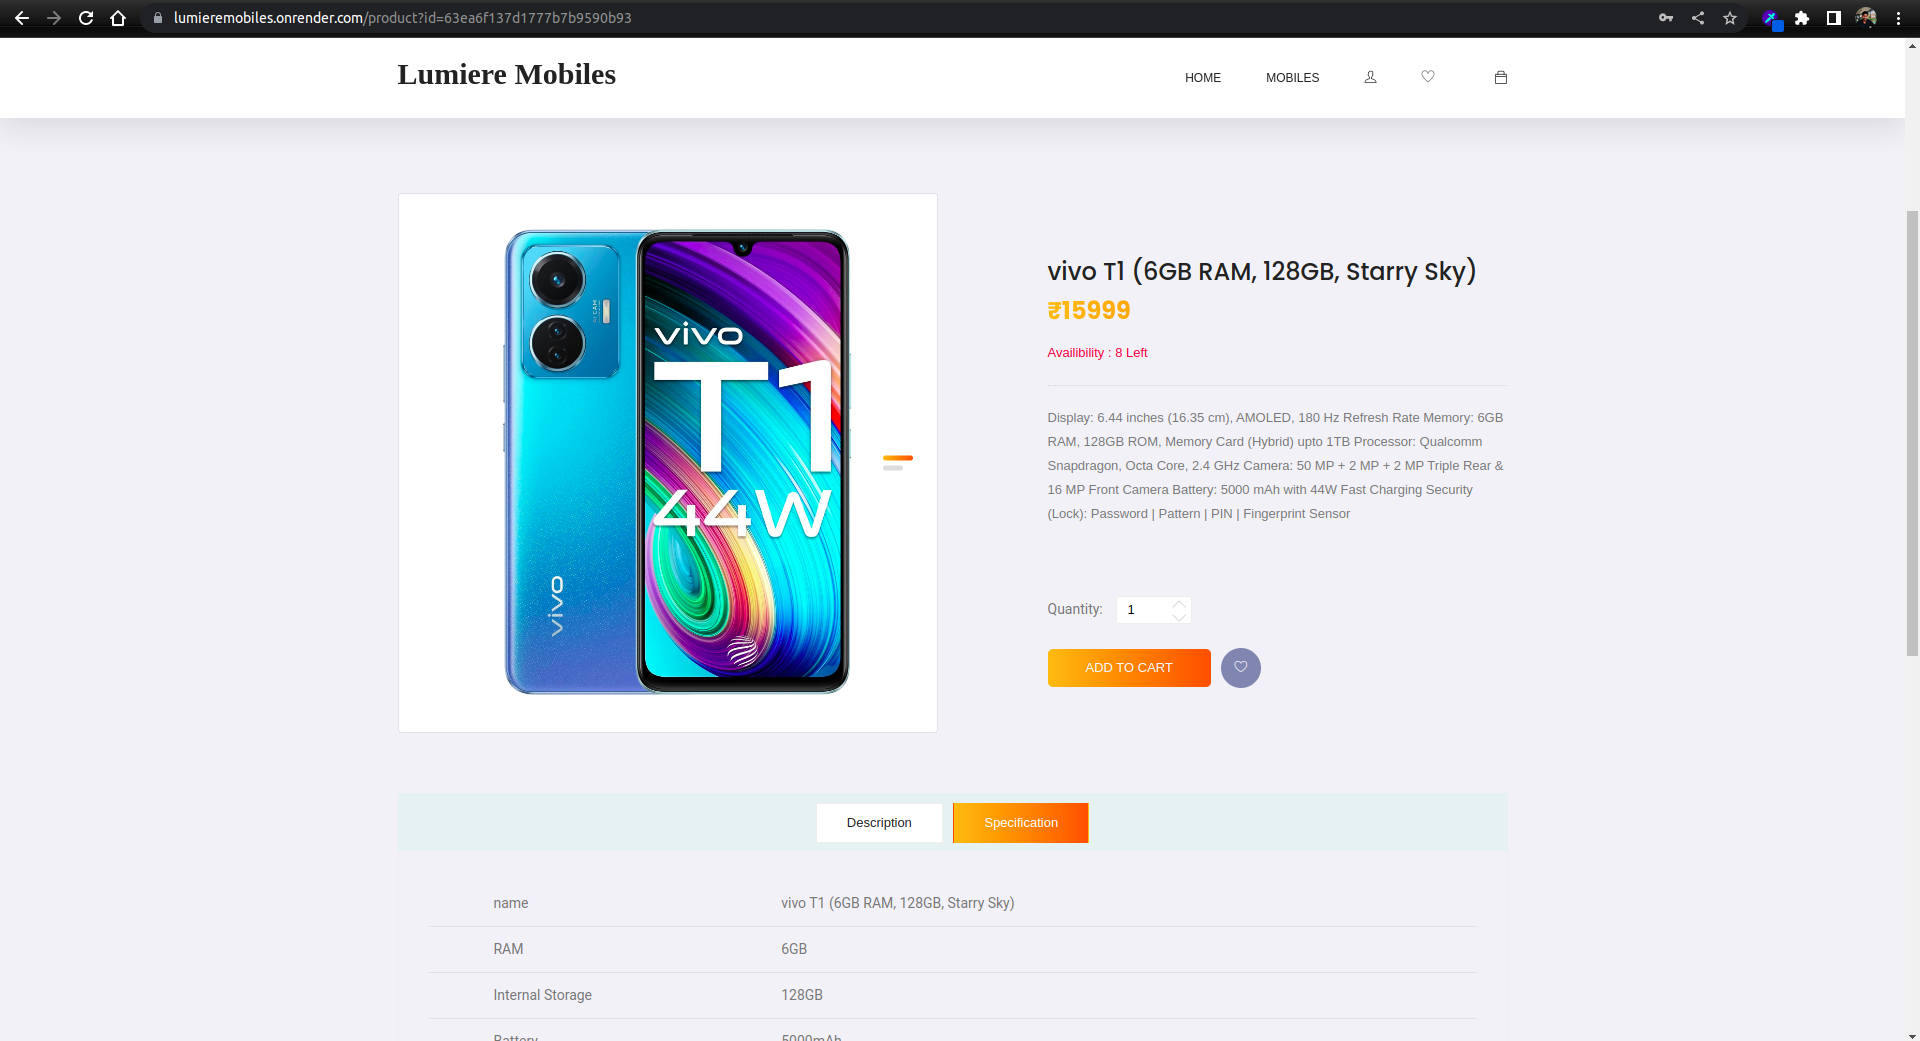 lumieremobiles.onrender.com/product?id=63ea6f137d1777b7b9590b93
Lumiere Mobiles
HOME
MOBILES
vivo
T1
44W
vivo
AI CAM
vivo T1 (6GB RAM, 128GB, Starry Sky)
₹15999
Availibility : 8 Left
Display: 6.44 inches (16.35 cm), AMOLED, 180 Hz Refresh Rate Memory: 6GB
RAM, 128GB ROM, Memory Card (Hybrid) upto 1TB Processor: Qualcomm
Snapdragon, Octa Core, 2.4 GHz Camera: 50 MP + 2 MP + 2 MP Triple Rear &
16 MP Front Camera Battery: 5000 mAh with 44W Fast Charging Security
(Lock): Password | Pattern | PIN | Fingerprint Sensor
Quantity: 1
ADD TO CART
Description
Specification
name vivo T1 (6GB RAM, 128GB, Starry Sky)
RAM 6GB
Internal Storage 128GB
Battery 5000mAh